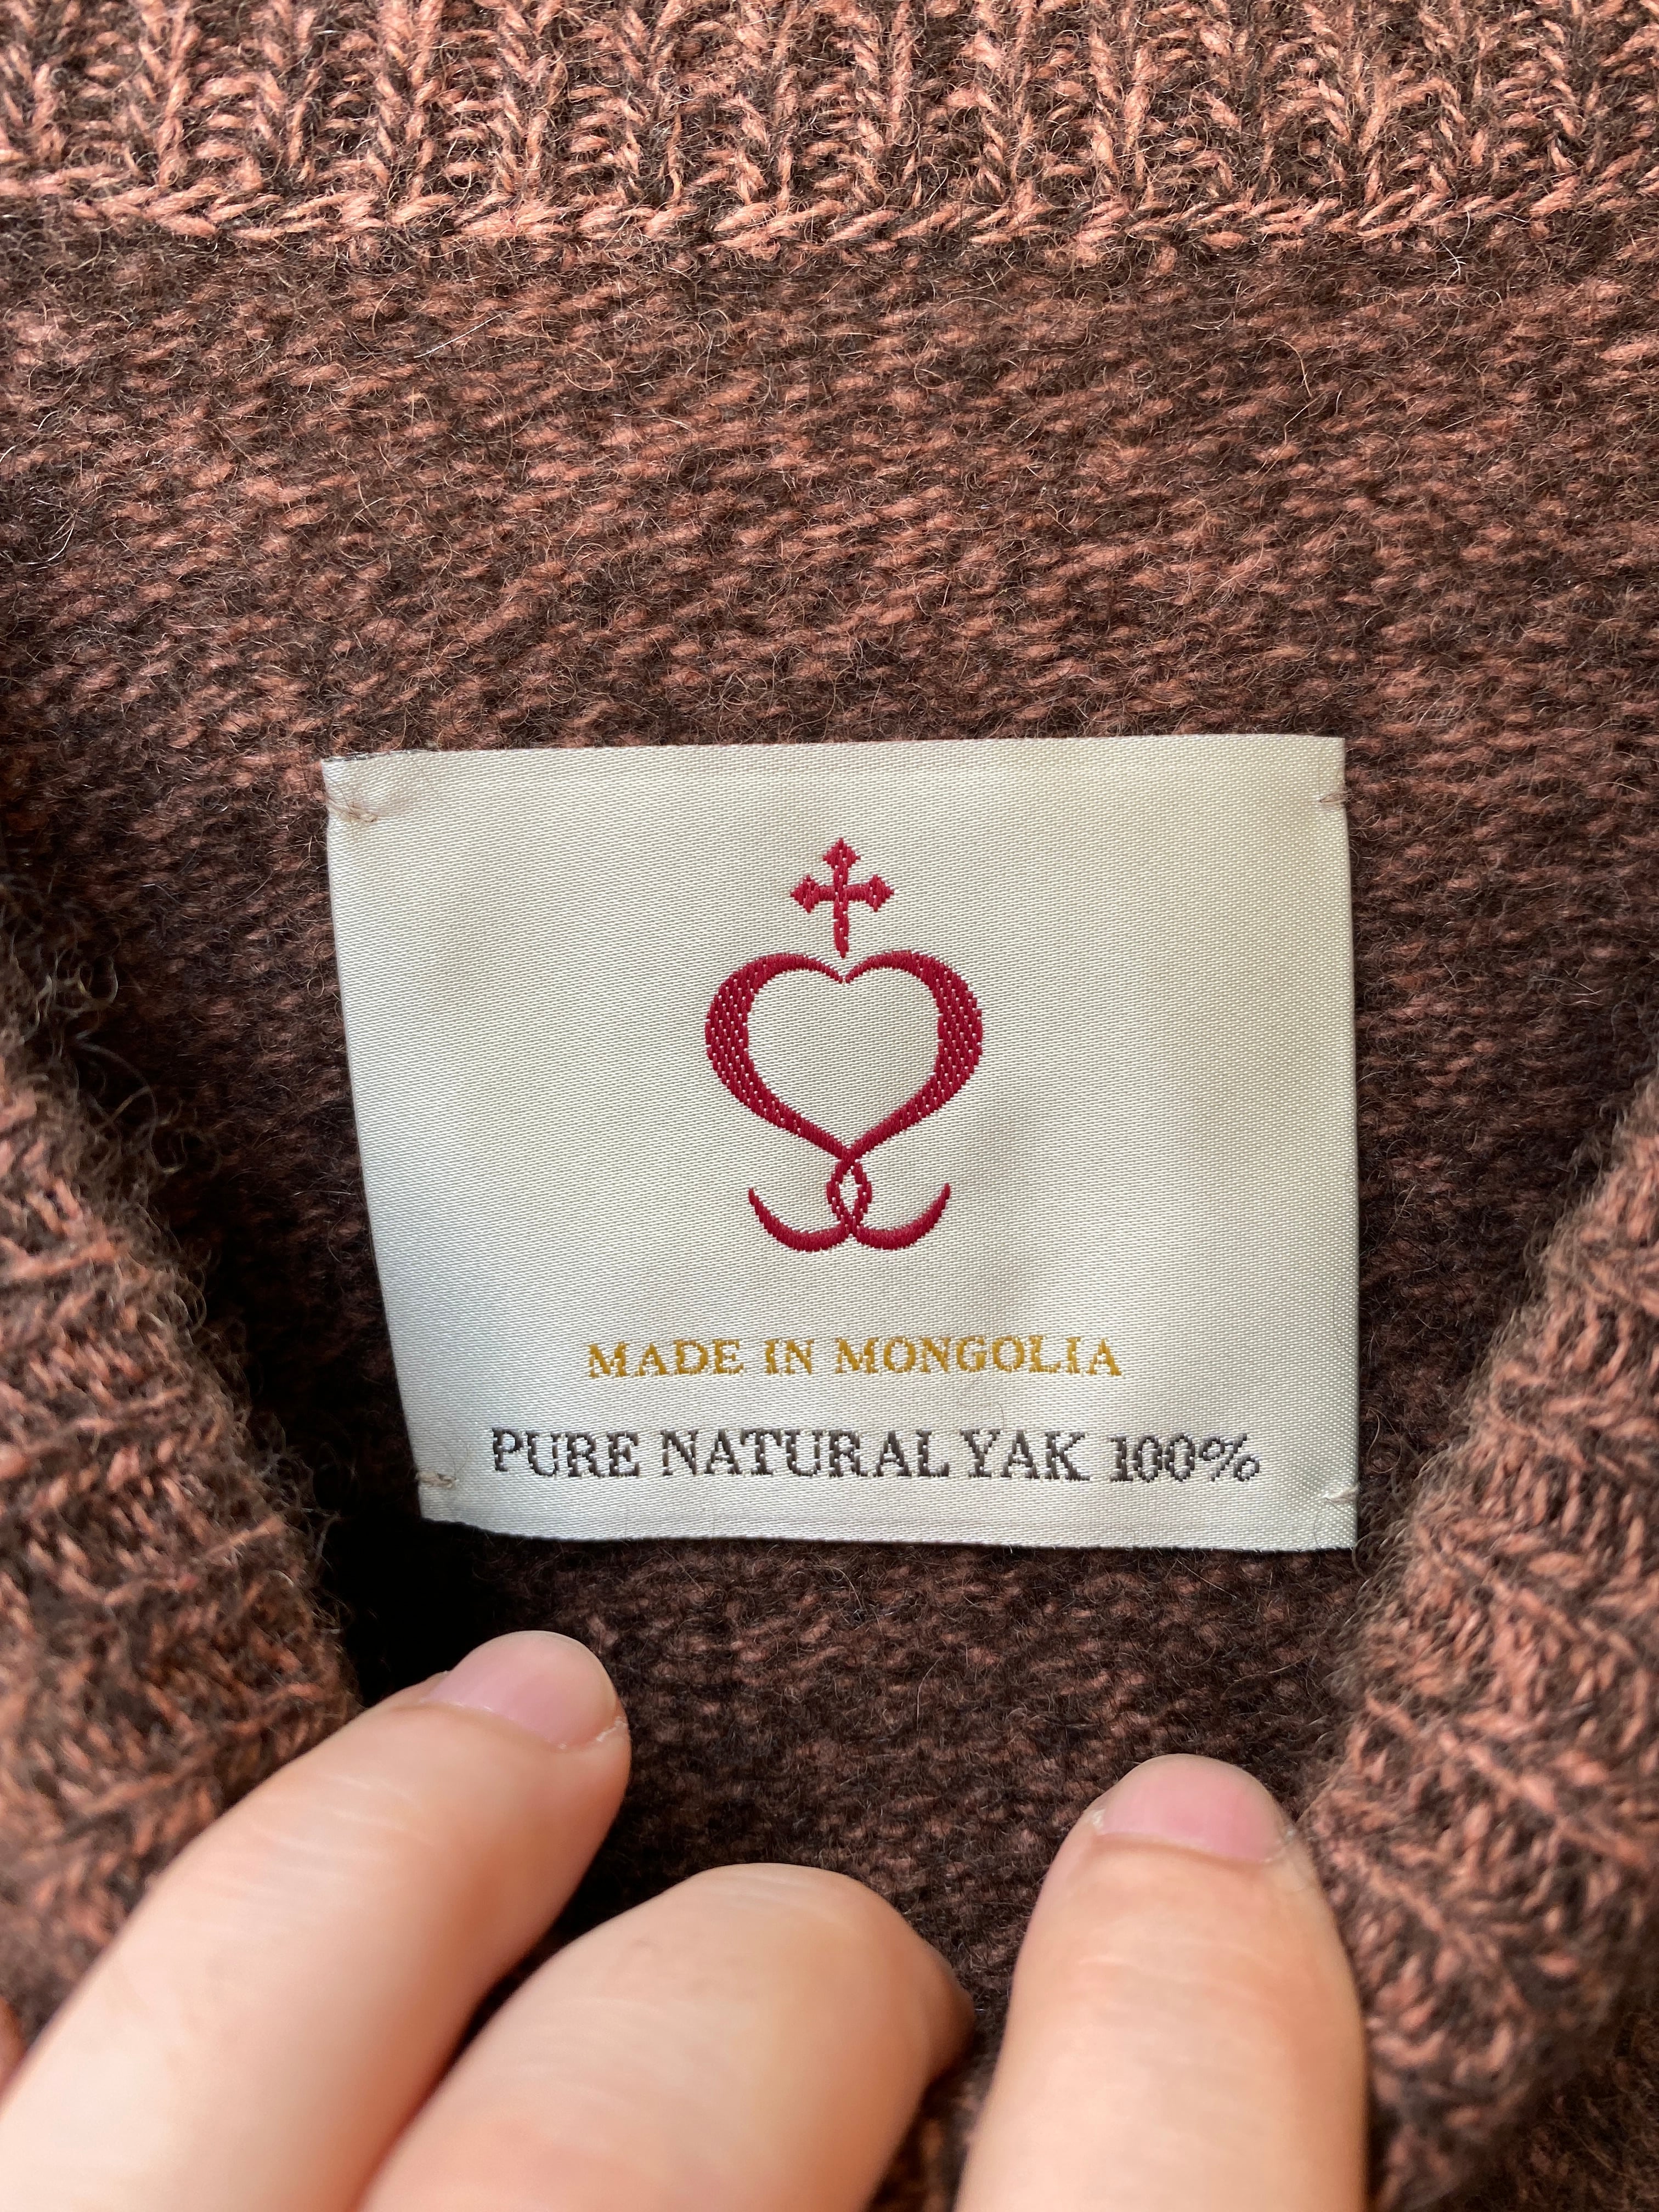 MADE IN MONGOLIA
PURE NATURAL YAK 100%